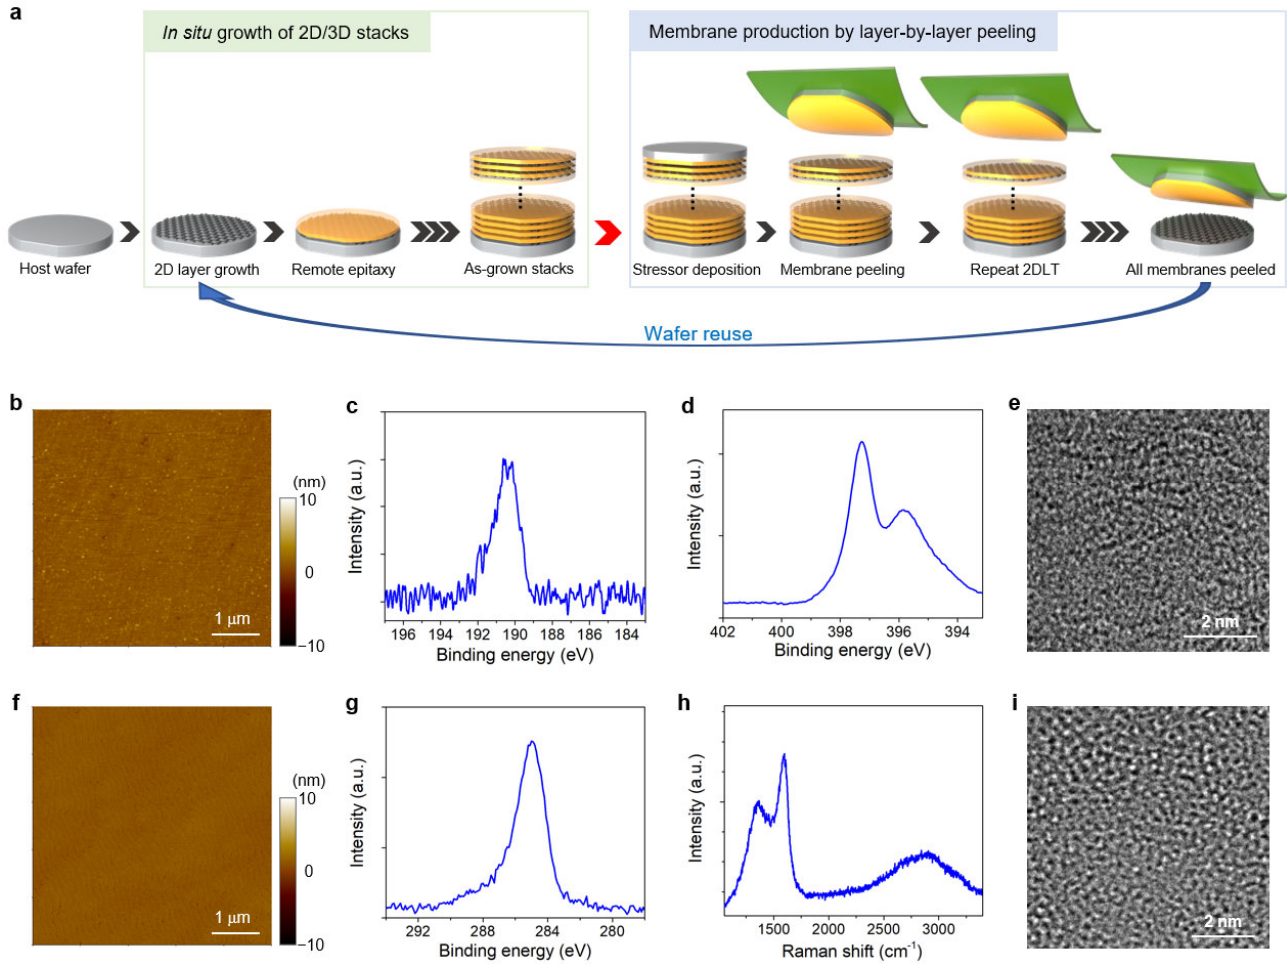 a
In situ growth of 2D/3D stacks
Membrane production by layer-by-layer peeling
Host wafer
2D layer growth
Remote epitaxy
As-grown stacks
Stressor deposition
Membrane peeling
Repeat 2DLT
All membranes peeled
Wafer reuse
b
(nm)
10
0
−10
1 μm
c
Intensity (a.u.)
196 194 192 190 188 186 184
Binding energy (eV)
d
Intensity (a.u.)
402 400 398 396 394
Binding energy (eV)
e
2 nm
f
(nm)
10
0
−10
1 μm
g
Intensity (a.u.)
292 288 284 280
Binding energy (eV)
h
Intensity (a.u.)
1500 2000 2500 3000
Raman shift (cm⁻¹)
i
2 nm